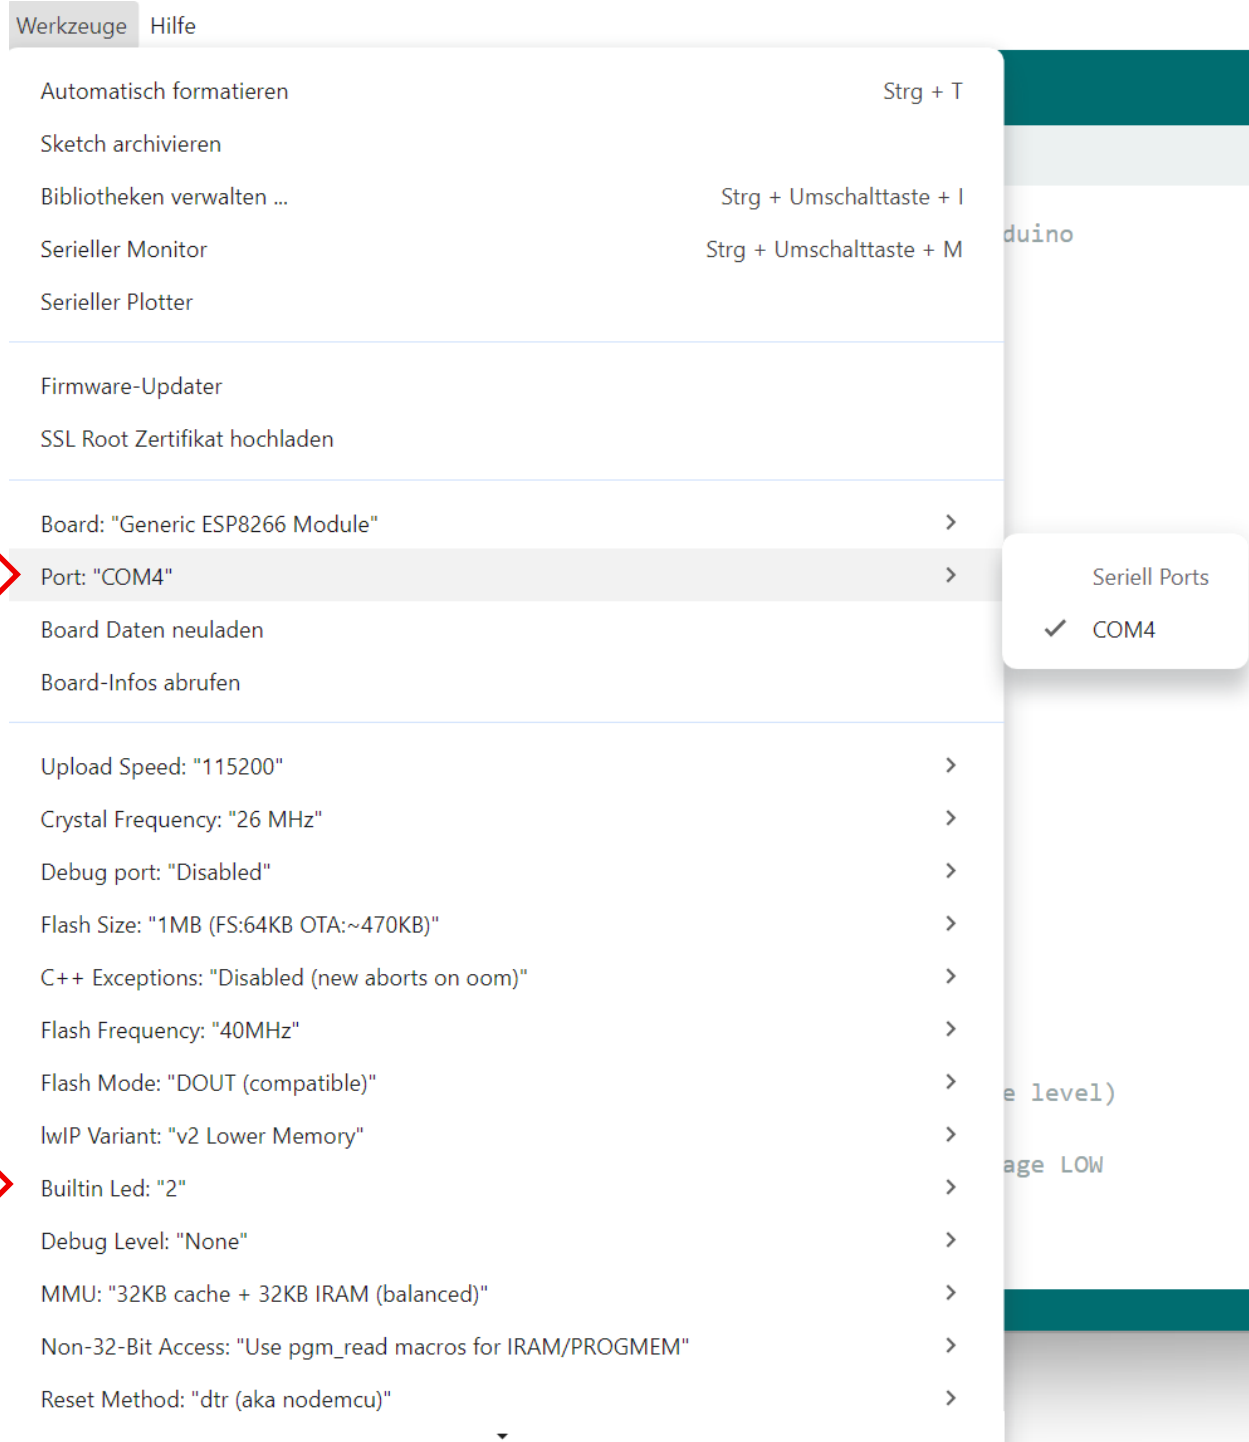 Werkzeuge Hilfe
Automatisch formatieren Strg + T
Sketch archivieren
Bibliotheken verwalten ... Strg + Umschalttaste + I
Serieller Monitor Strg + Umschalttaste + M
duino
Serieller Plotter
Firmware-Updater
SSL Root Zertifikat hochladen
Board: "Generic ESP8266 Module"
Port: "COM4"
Seriell Ports
Board Daten neuladen
COM4
Board-Infos abrufen
Upload Speed: "115200"
Crystal Frequency: "26 MHz"
Debug port: "Disabled"
Flash Size: "1MB (FS:64KB OTA:~470KB)"
C++ Exceptions: "Disabled (new aborts on oom)"
Flash Frequency: "40MHz"
Flash Mode: "DOUT (compatible)"
e level)
lwIP Variant: "v2 Lower Memory"
age LOW
Builtin Led: "2"
Debug Level: "None"
MMU: "32KB cache + 32KB IRAM (balanced)"
Non-32-Bit Access: "Use pgm_read macros for IRAM/PROGMEM"
Reset Method: "dtr (aka nodemcu)"